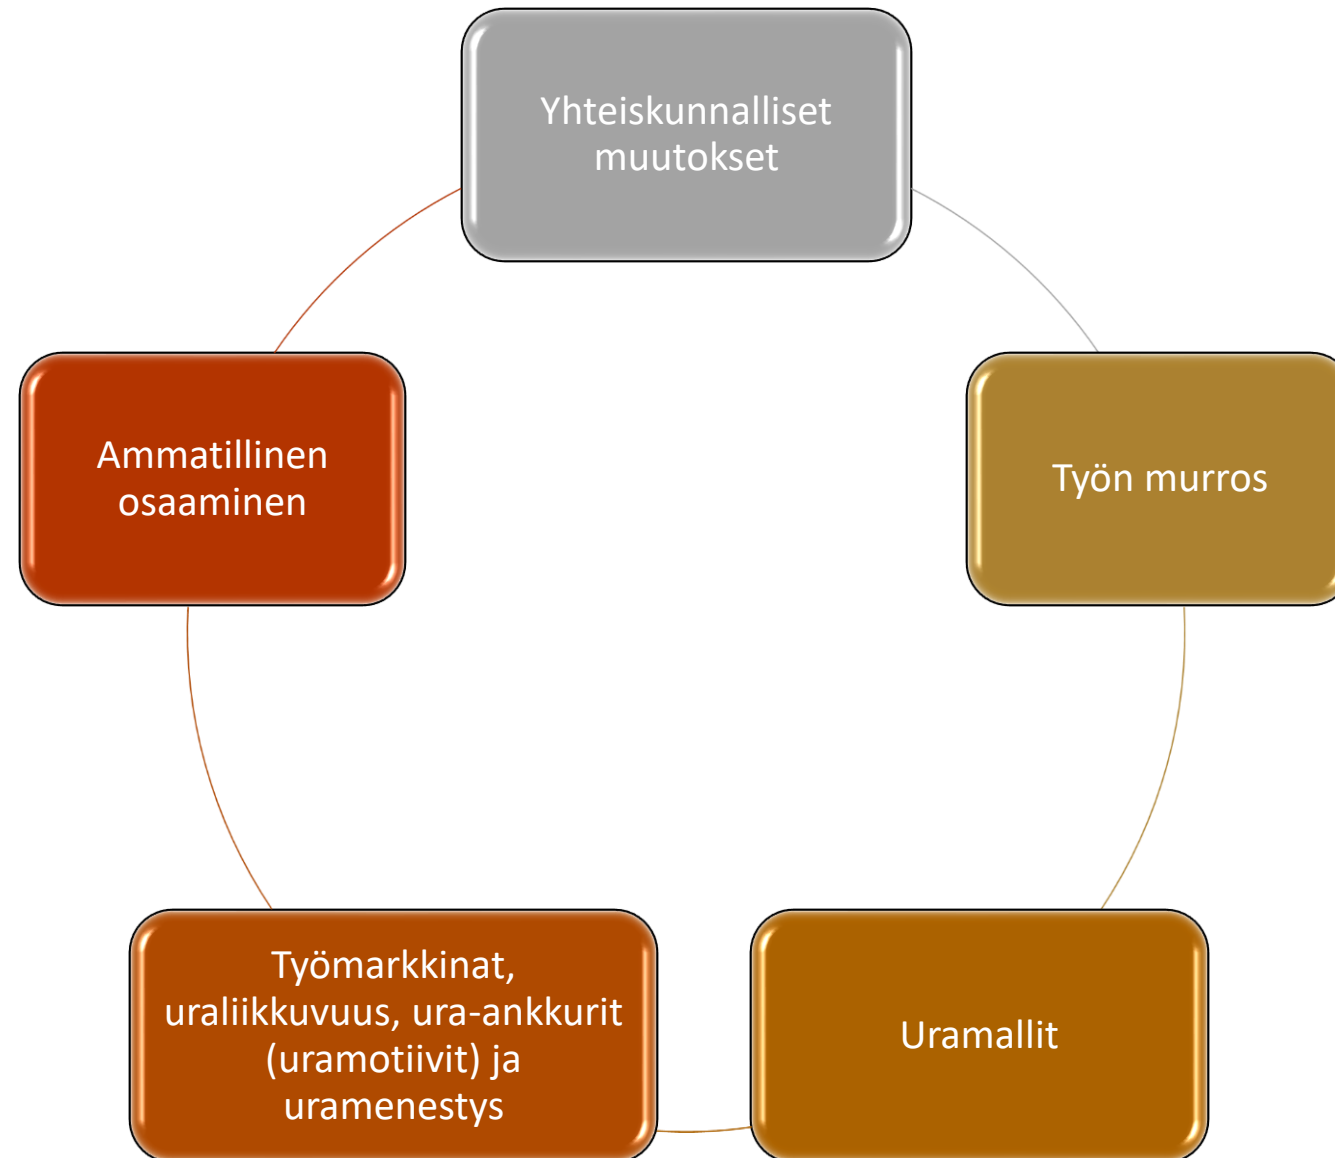 Yhteiskunnalliset
muutokset
Ammatillinen
osaaminen
Työn murros
Työmarkkinat,
uraliikkuvuus, ura-ankkurit
(uramotiivit) ja
uramenestys
Uramallit